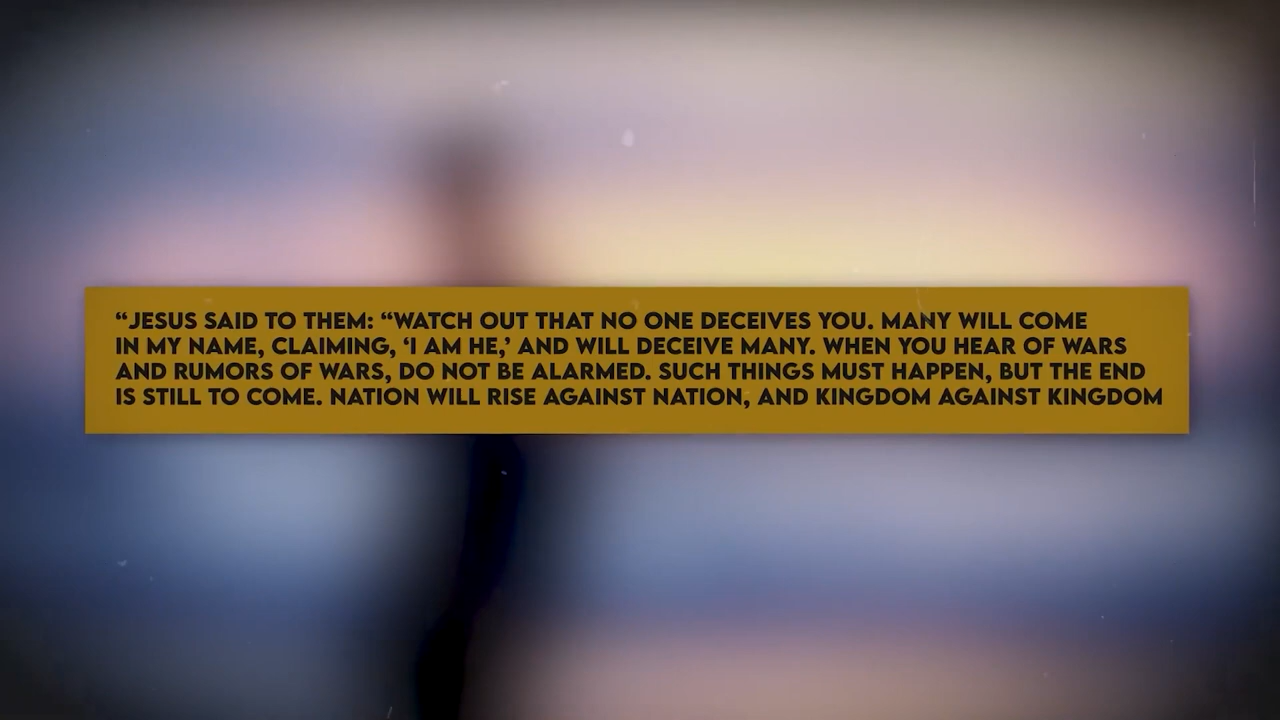 “JESUS SAID TO THEM: “WATCH OUT THAT NO ONE DECEIVES YOU. MANY WILL COME
IN MY NAME, CLAIMING, ‘I AM HE,’ AND WILL DECEIVE MANY. WHEN YOU HEAR OF WARS
AND RUMORS OF WARS, DO NOT BE ALARMED. SUCH THINGS MUST HAPPEN, BUT THE END
IS STILL TO COME. NATION WILL RISE AGAINST NATION, AND KINGDOM AGAINST KINGDOM